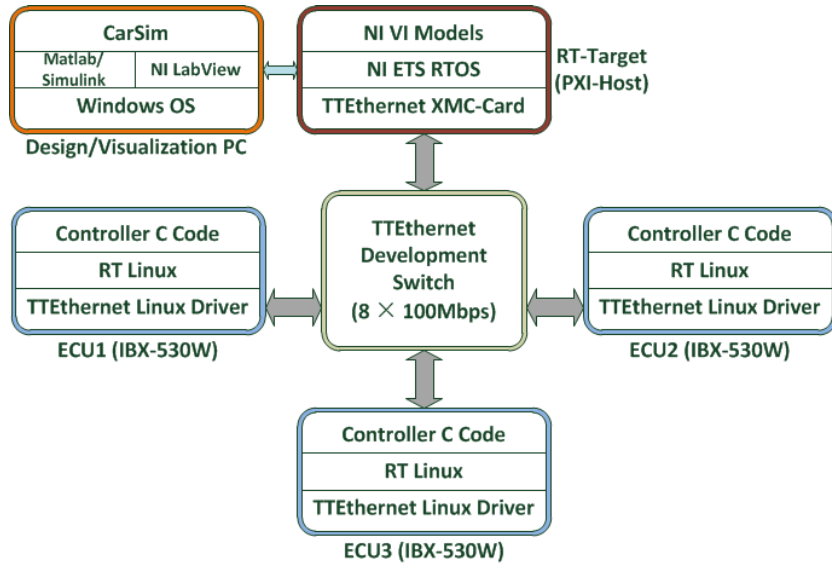 CarSim
Matlab/
Simulink
NI LabView
Windows OS
Design/Visualization PC
NI VI Models
NI ETS RTOS
TTEthernet XMC-Card
RT-Target
(PXI-Host)
Controller C Code
RT Linux
TTEthernet Linux Driver
ECU1 (IBX-530W)
TTEthernet
Development
Switch
(8 × 100Mbps)
Controller C Code
RT Linux
TTEthernet Linux Driver
ECU2 (IBX-530W)
Controller C Code
RT Linux
TTEthernet Linux Driver
ECU3 (IBX-530W)